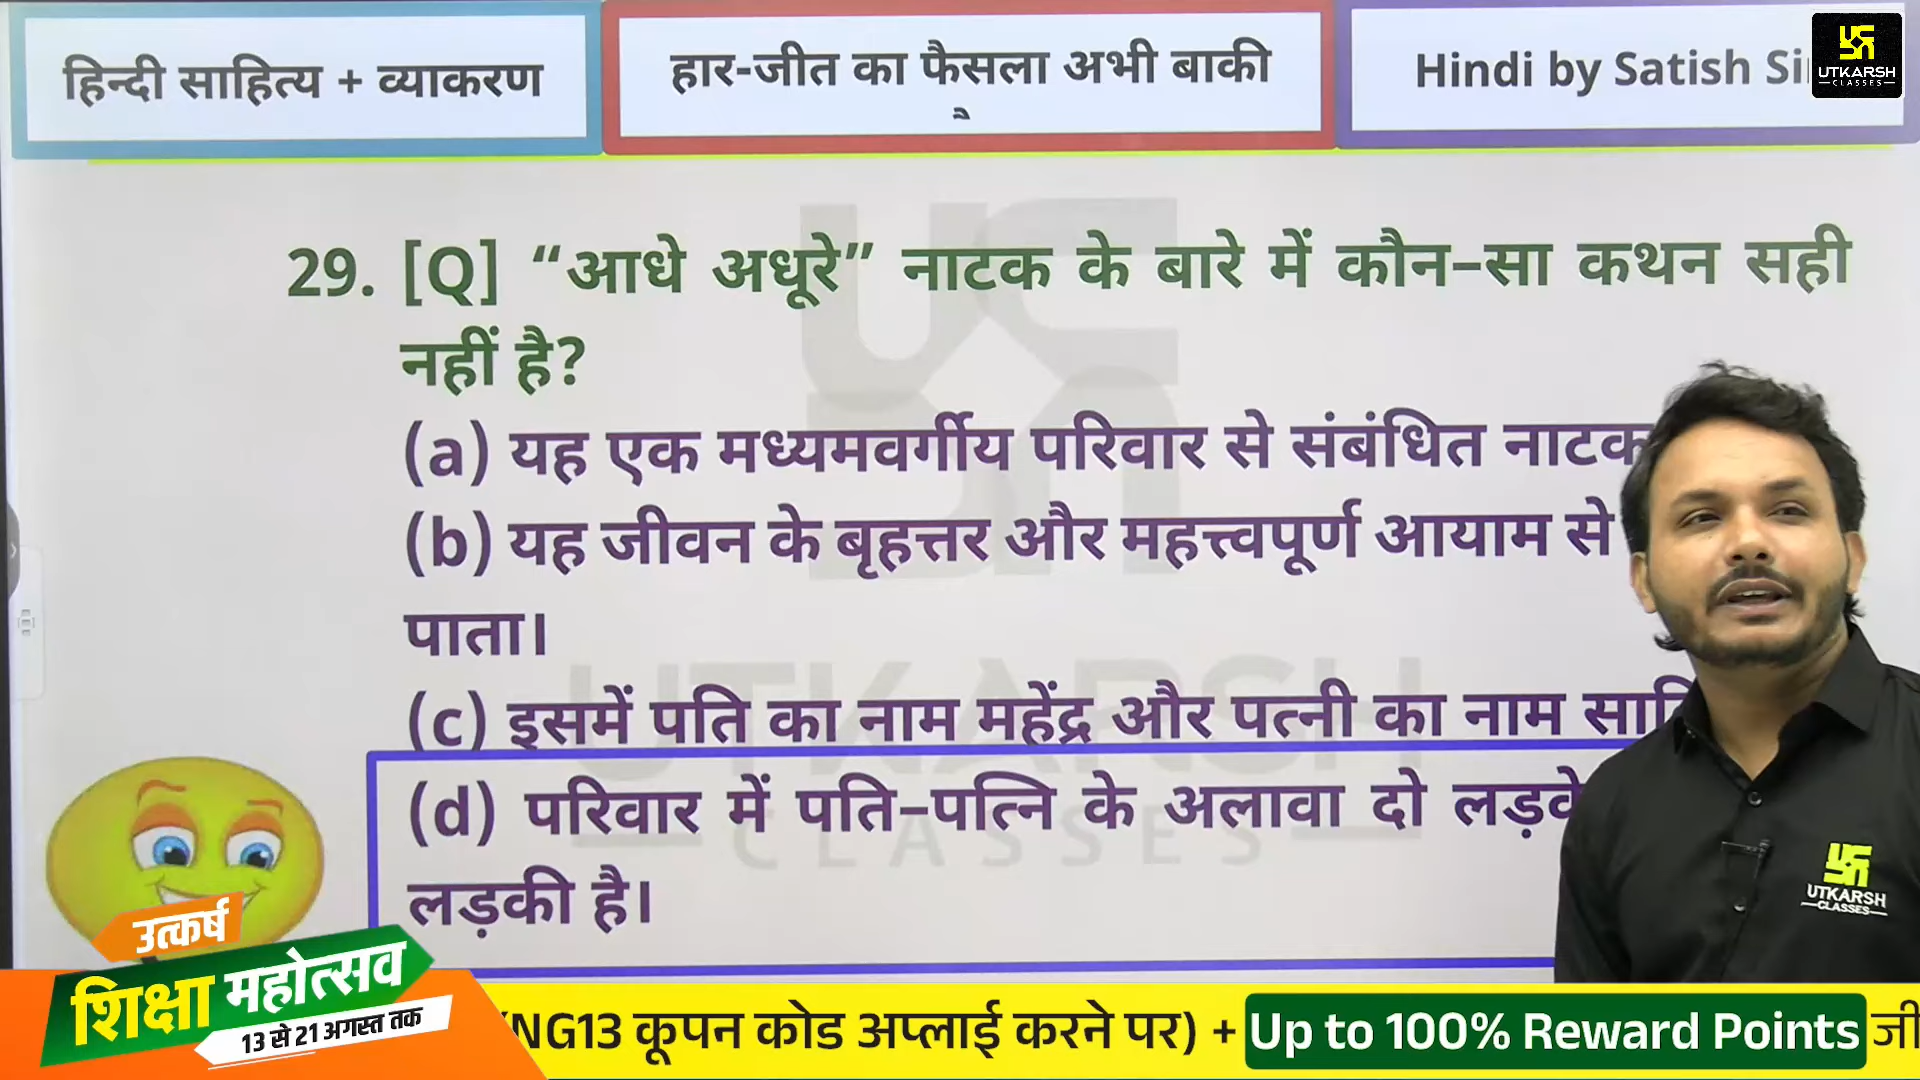 हिन्दी साहित्य + व्याकरण
हार-जीत का फैसला अभी बाकी
Hindi by Satish
UTKARSH
CLASSES
29. [Q] “आधे अधूरे” नाटक के बारे में कौन–सा कथन सही
नहीं है?
(a) यह एक मध्यमवर्गीय परिवार से संबंधित नाटक
(b) यह जीवन के बृहत्तर और महत्त्वपूर्ण आयाम से
पाता।
(c) इसमें पति का नाम महेंद्र और पत्नी का नाम
(d) परिवार में पति–पत्नि के अलावा दो
लड़की है।
UTKARSH
CLASSES
UTKARSH
CLASSES
उत्कर्ष
शिक्षा महोत्सव
13 से 21 अगस्त तक
NG13 कूपन कोड अप्लाई करने पर) + Up to 100% Reward Points